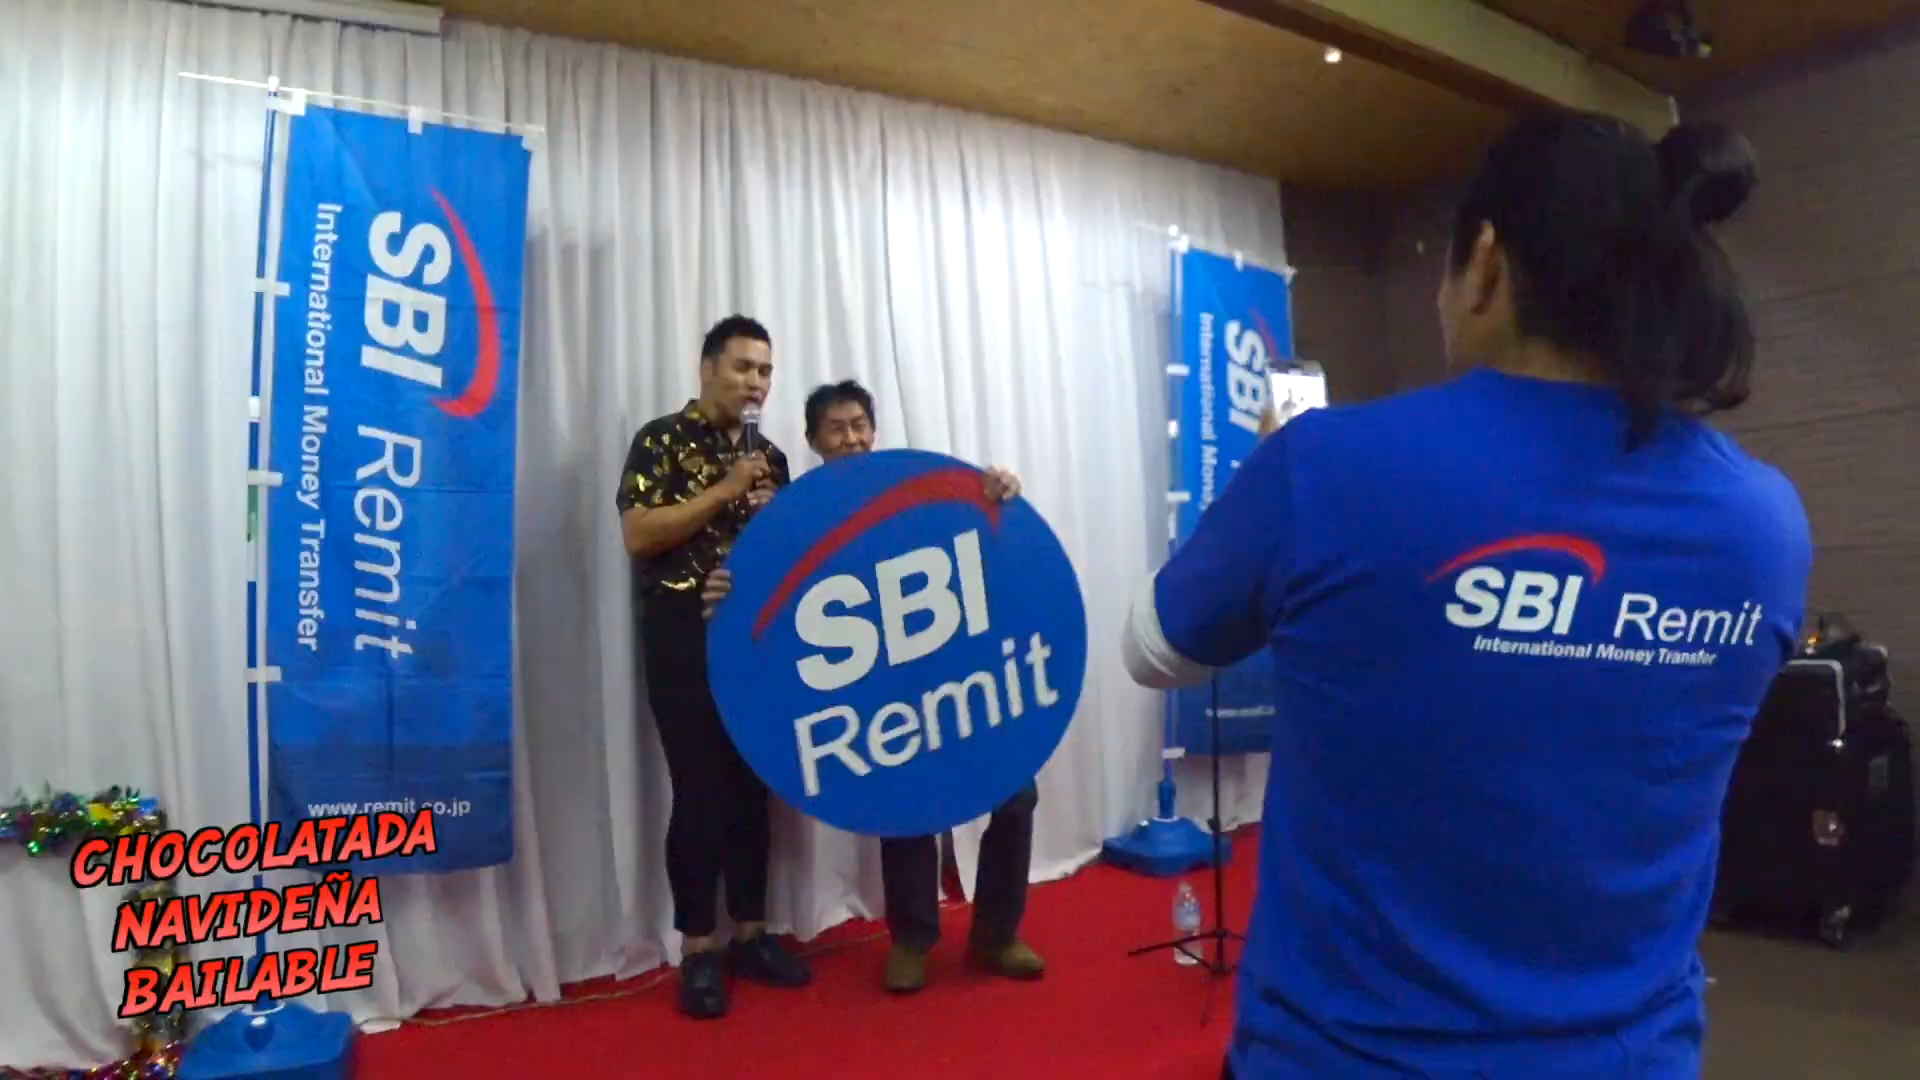 SBI Remit
International Money Transfer
www.remit.co.jp
SBI
International Money
SBI
Remit
SBI Remit
International Money Transfer
CHOCOLATADA
NAVIDEÑA
BAILABLE